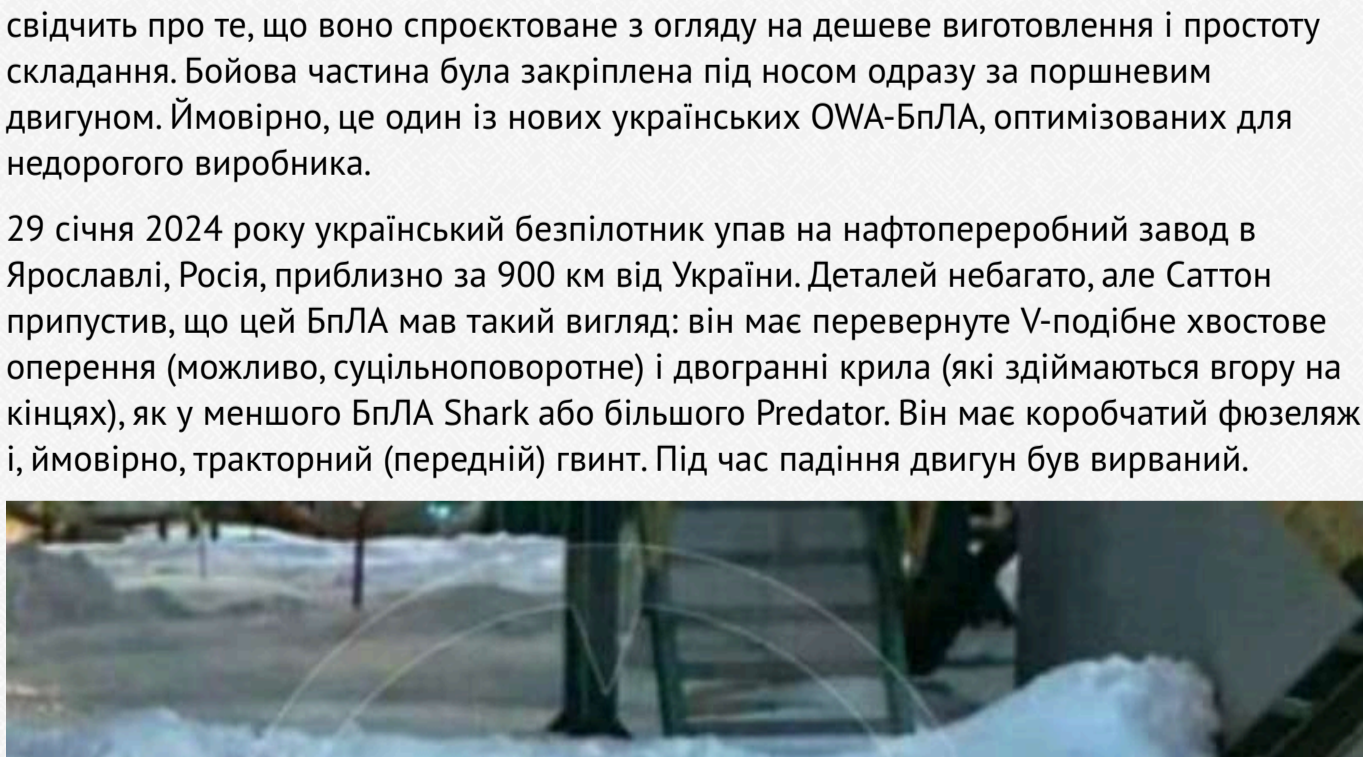 свідчить про те, що воно спроєктоване з огляду на дешеве виготовлення і простоту
складання. Бойова частина була закріплена під носом одразу за поршневим
двигуном. Ймовірно, це один із нових українських OWA-БпЛА, оптимізованих для
недорогого виробника.
29 січня 2024 року український безпілотник упав на нафтопереробний завод в
Ярославлі, Росія, приблизно за 900 км від України. Деталей небагато, але Саттон
припустив, що цей БпЛА мав такий вигляд: він має перевернуте V-подібне хвостове
оперення (можливо, суцільноповоротне) і двогранні крила (які здіймаються вгору на
кінцях), як у меншого БпЛА Shark або більшого Predator. Він має коробчатий фюзеляж
і, ймовірно, тракторний (передній) гвинт. Під час падіння двигун був вирваний.